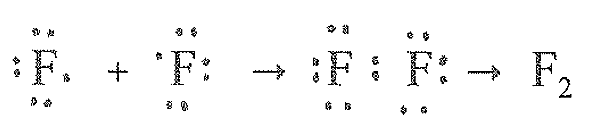 F + F → F : F → F₂